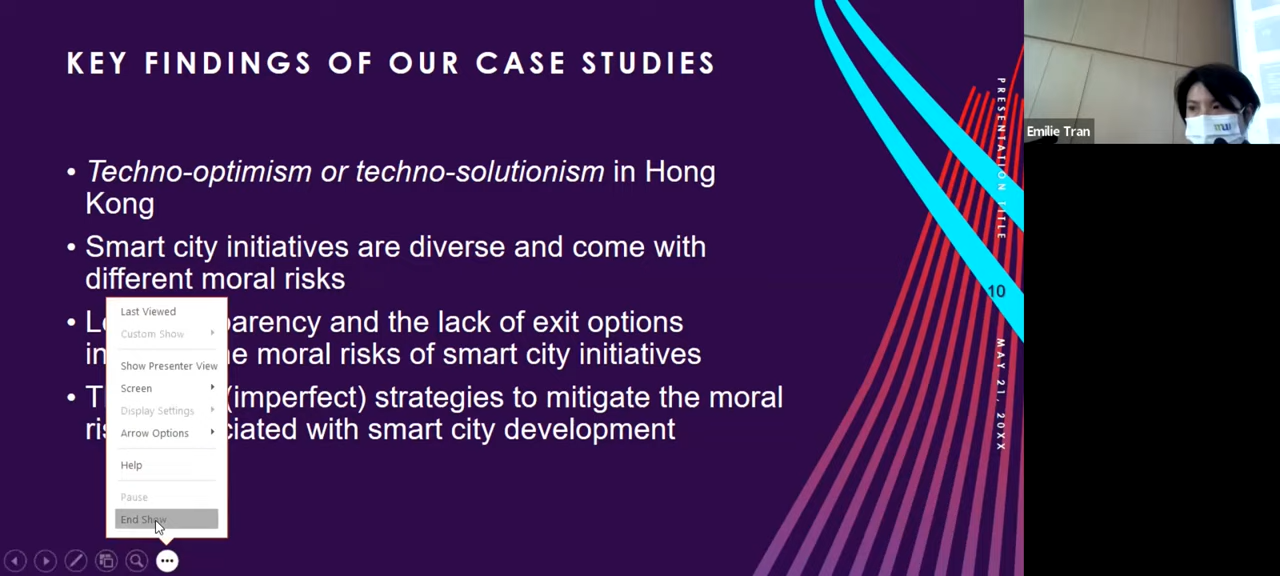 KEY FINDINGS OF OUR CASE STUDIES
• Techno-optimism or techno-solutionism in Hong
Kong
• Smart city initiatives are diverse and come with
different moral risks
parency and the lack of exit options
e moral risks of smart city initiatives
(imperfect) strategies to mitigate the moral
ciated with smart city development
Last Viewed
Custom Show
Show Presenter View
Screen
Display Settings
Arrow Options
Help
Pause
End Show
PRESENTATION TITLE
10
MAY 21, 20XX
Emilie Tran